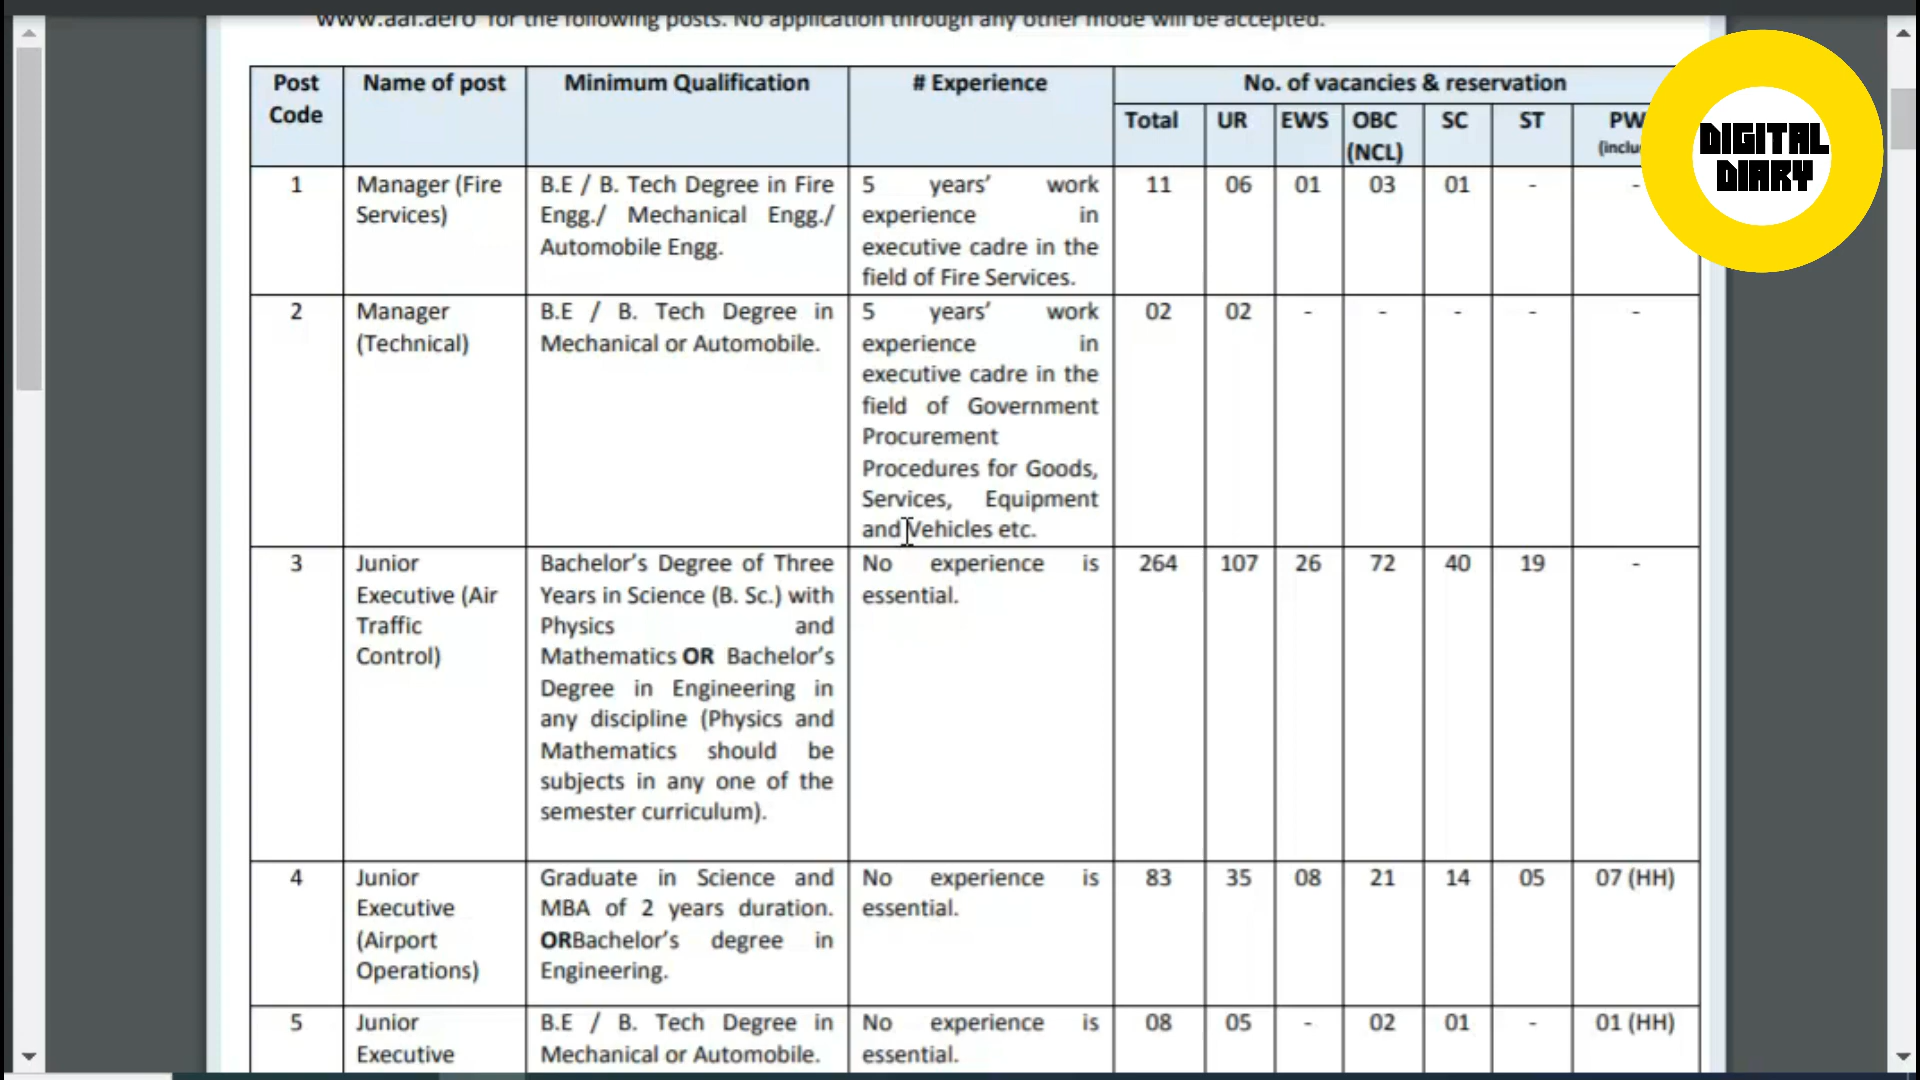 www.aai.aero for the following posts. No application through any other mode will be accepted.
Post Code Name of post Minimum Qualification # Experience No. of vacancies & reservation
Total UR EWS OBC (NCL) SC ST
1 Manager (Fire Services) B.E / B. Tech Degree in Fire Engg./ Mechanical Engg./ Automobile Engg. 5 years' work experience in executive cadre in the field of Fire Services. 11 06 01 03 01 - -
2 Manager (Technical) B.E / B. Tech Degree in Mechanical or Automobile. 5 years' work experience in executive cadre in the field of Government Procurement Procedures for Goods, Services, Equipment and Vehicles etc. 02 02 - - - - -
3 Junior Executive (Air Traffic Control) Bachelor's Degree of Three Years in Science (B. Sc.) with Physics and Mathematics OR Bachelor's Degree in Engineering in any discipline (Physics and Mathematics should be subjects in any one of the semester curriculum). No experience is essential. 264 107 26 72 40 19 -
4 Junior Executive (Airport Operations) Graduate in Science and MBA of 2 years duration. ORBachelor's degree in Engineering. No experience is essential. 83 35 08 21 14 05 07 (HH)
5 Junior Executive B.E / B. Tech Degree in Mechanical or Automobile. No experience is essential. 08 05 - 02 01 - 01 (HH)
DIGITAL
DIARY